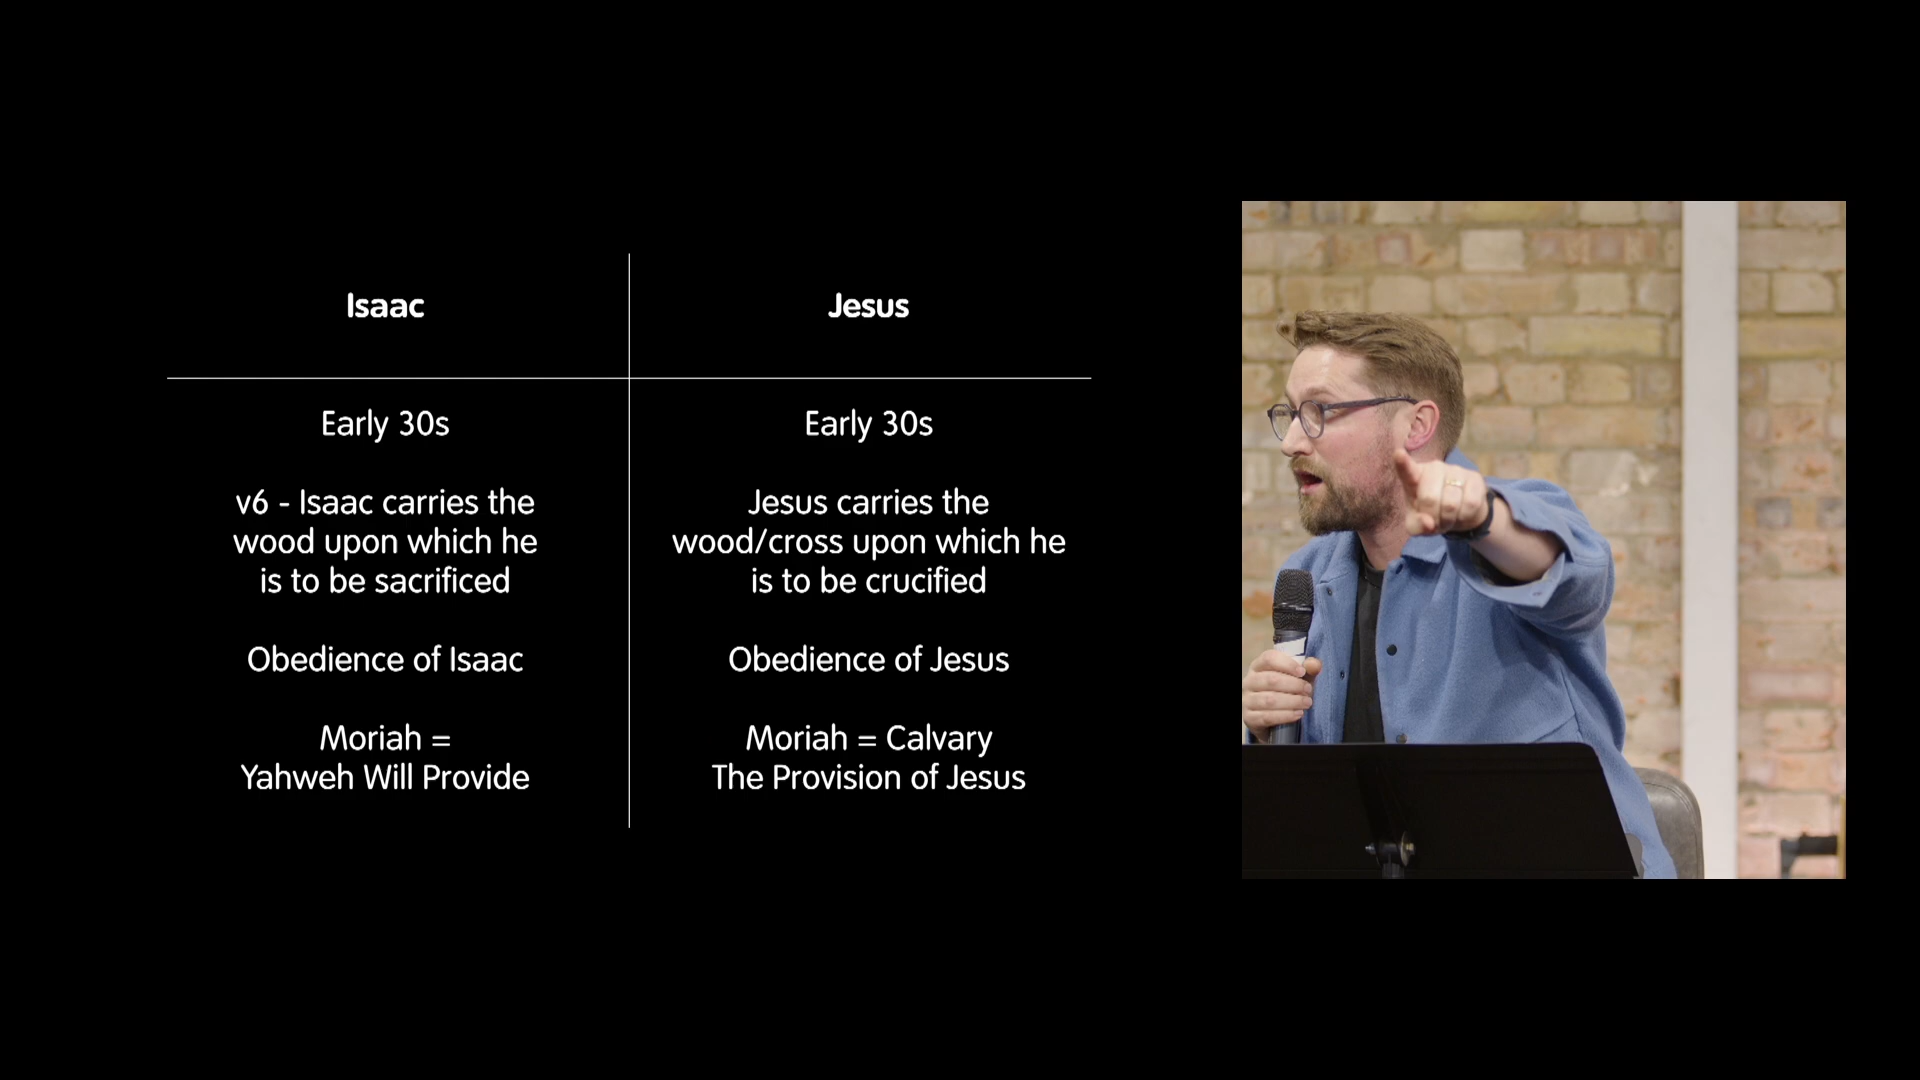 Isaac
Jesus
Early 30s
Early 30s
v6 - Isaac carries the
wood upon which he
is to be sacrificed
Jesus carries the
wood/cross upon which he
is to be crucified
Obedience of Isaac
Obedience of Jesus
Moriah =
Yahweh Will Provide
Moriah = Calvary
The Provision of Jesus